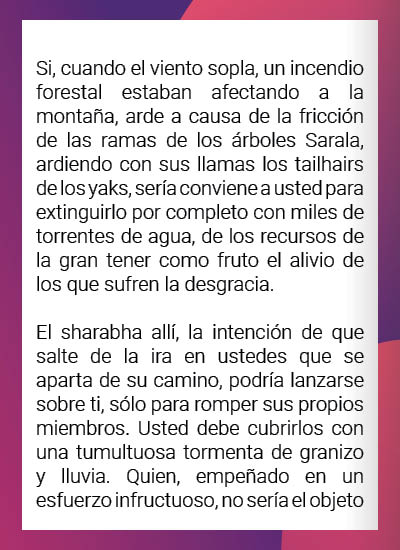 Si, cuando el viento sopla, un incendio
forestal estaban afectando a la
montaña, arde a causa de la fricción
de las ramas de los árboles Sarala,
ardiendo con sus llamas los tailhairs
de los yaks, sería conviene a usted para
extinguirlo por completo con miles de
torrentes de agua, de los recursos de
la gran tener como fruto el alivio de
los que sufren la desgracia.

El sharabha allí, la intención de que
salte de la ira en ustedes que se
aparta de su camino, podría lanzarse
sobre ti, sólo para romper sus propios
miembros. Usted debe cubrirlos con
una tumultuosa tormenta de granizo
y lluvia. Quien, empeñado en un
esfuerzo infructuoso, no sería el objeto